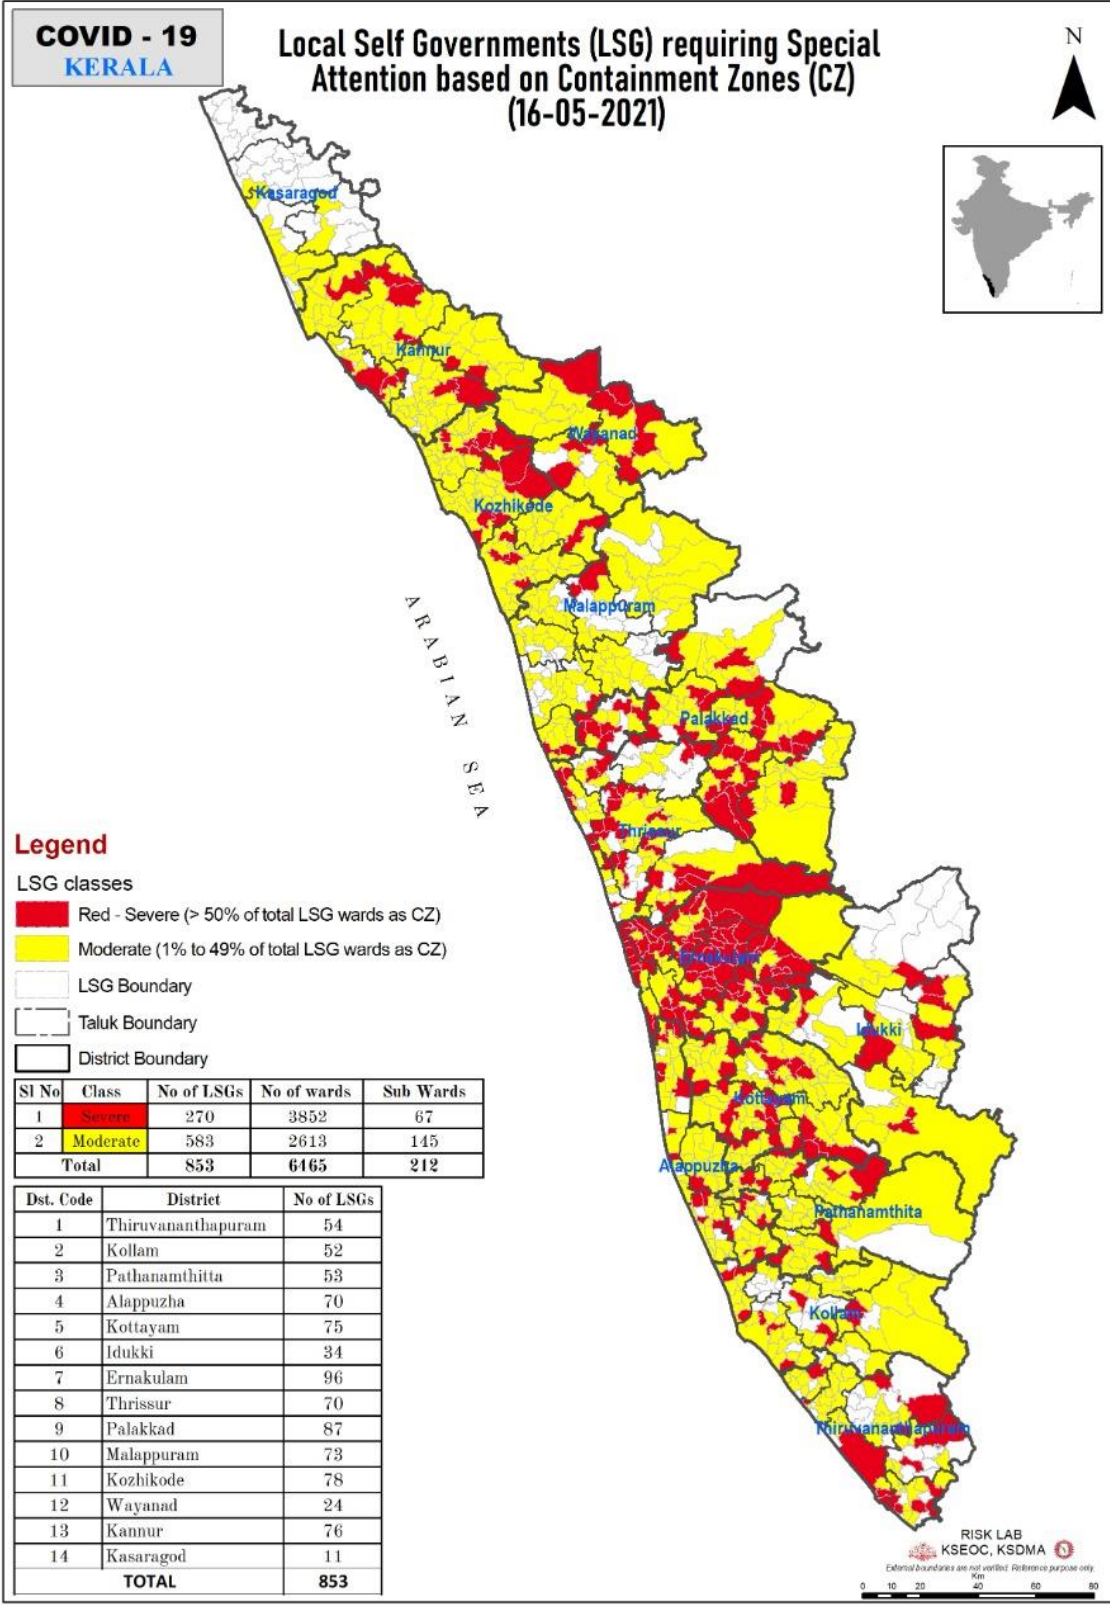 COVID - 19
KERALA
Local Self Governments (LSG) requiring Special
Attention based on Containment Zones (CZ)
(16-05-2021)
N
Kasaragod
Kannur
Wayanad
Kozhikode
Malappuram
ARABIAN SEA
Palakkad
Thrissur
Ernakulam
Idukki
Kottayam
Alappuzha
Pathanamthita
Kollam
Thiruvananthapuram
Legend
LSG classes
Red - Severe (> 50% of total LSG wards as CZ)
Moderate (1% to 49% of total LSG wards as CZ)
LSG Boundary
Taluk Boundary
District Boundary
Sl No Class No of LSGs No of wards Sub Wards
1 Severe 270 3852 67
2 Moderate 583 2613 145
Total 853 6465 212
Dst. Code District No of LSGs
1 Thiruvananthapuram 54
2 Kollam 52
3 Pathanamthitta 53
4 Alappuzha 70
5 Kottayam 75
6 Idukki 34
7 Ernakulam 96
8 Thrissur 70
9 Palakkad 87
10 Malappuram 73
11 Kozhikode 78
12 Wayanad 24
13 Kannur 76
14 Kasaragod 11
TOTAL 853
RISK LAB
KSEOC, KSDMA
External boundaries are not verified. Reference purpose only.
Km
0 10 20 40 60 80